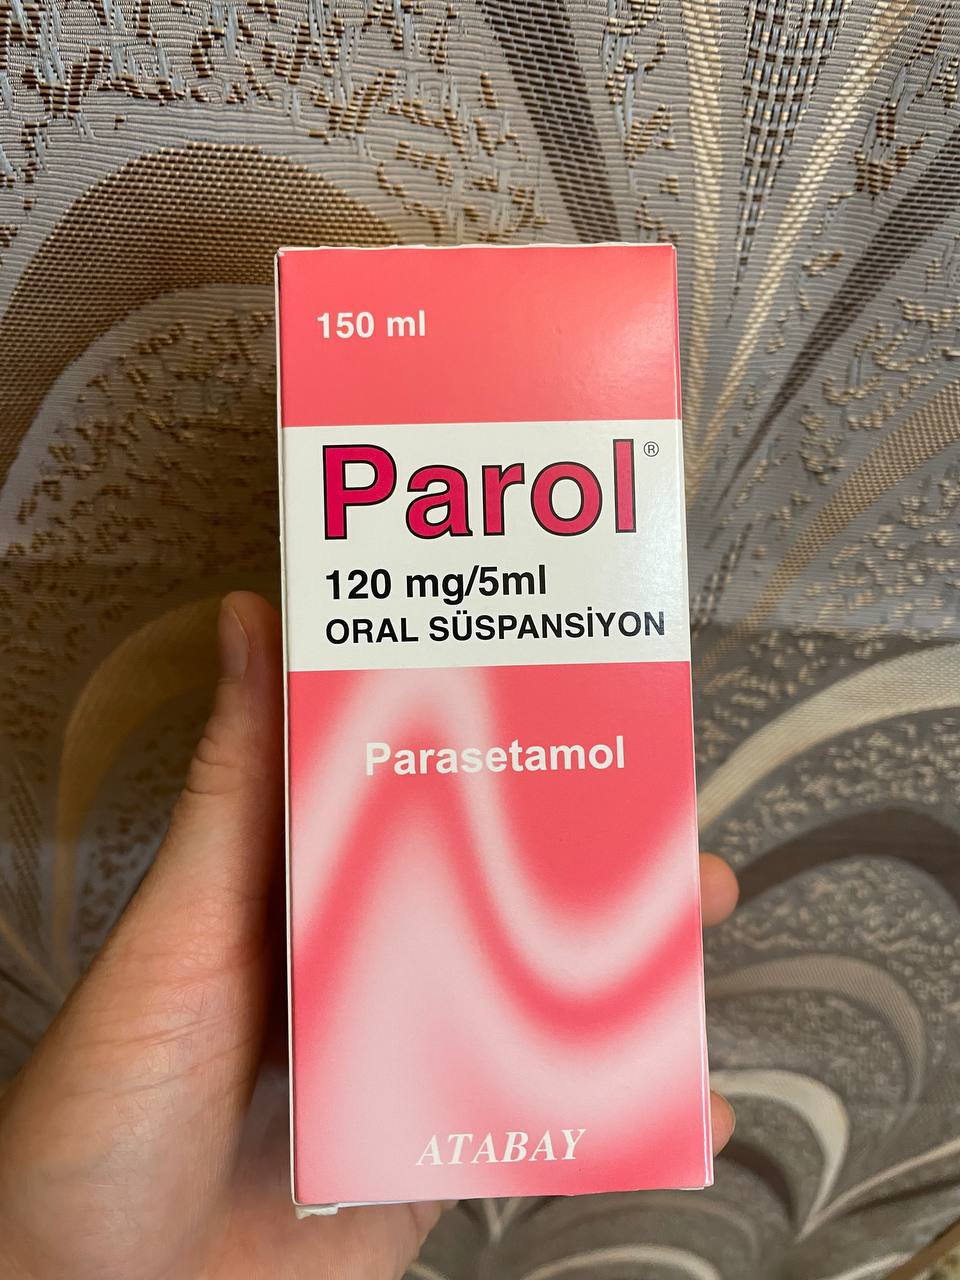 150 ml
Parol®
120 mg/5ml
ORAL SÜSPANSİYON
Parasetamol
ATABAY